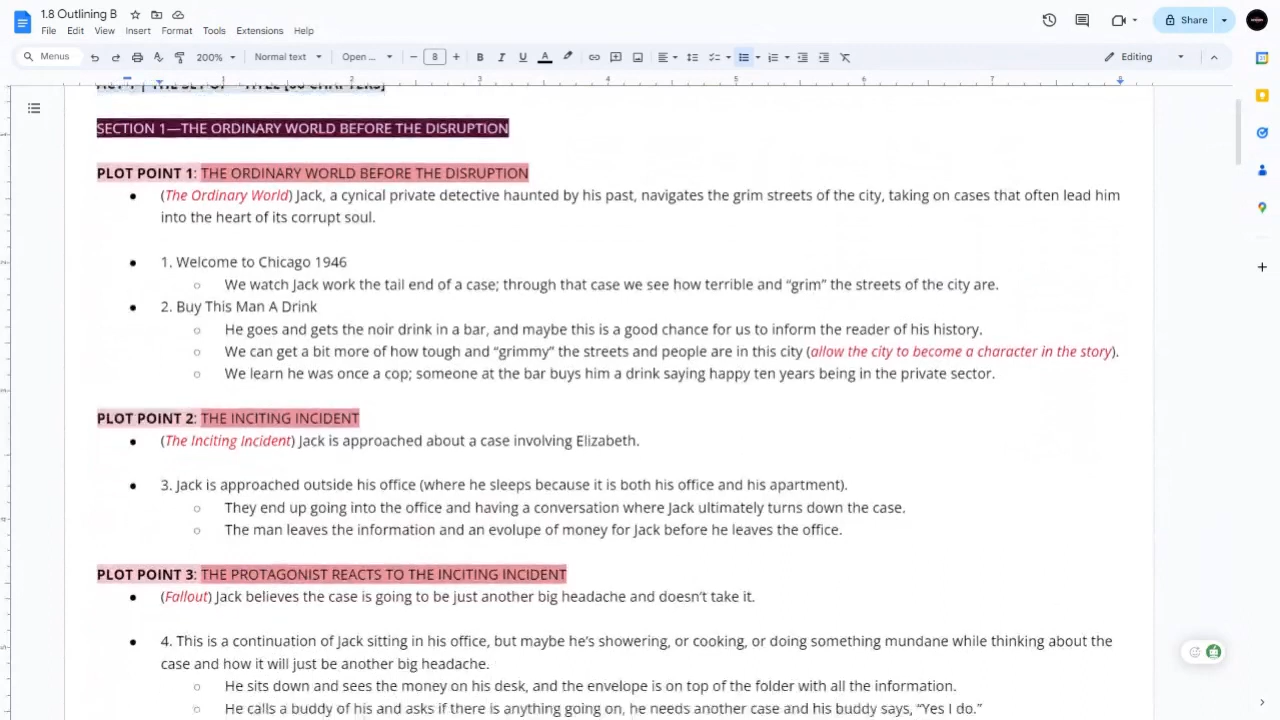 1.8 Outlining B
File Edit View Insert Format Tools Extensions Help
Share
Menus 200% Normal text Open ... 8 B I U A Editing
1 2 3 4 5 6 7
SECTION 1—THE ORDINARY WORLD BEFORE THE DISRUPTION
PLOT POINT 1: THE ORDINARY WORLD BEFORE THE DISRUPTION
● (The Ordinary World) Jack, a cynical private detective haunted by his past, navigates the grim streets of the city, taking on cases that often lead him
into the heart of its corrupt soul.
● 1. Welcome to Chicago 1946
○ We watch Jack work the tail end of a case; through that case we see how terrible and “grim” the streets of the city are.
● 2. Buy This Man A Drink
○ He goes and gets the noir drink in a bar, and maybe this is a good chance for us to inform the reader of his history.
○ We can get a bit more of how tough and “grimmy” the streets and people are in this city (allow the city to become a character in the story).
○ We learn he was once a cop; someone at the bar buys him a drink saying happy ten years being in the private sector.
PLOT POINT 2: THE INCITING INCIDENT
● (The Inciting Incident) Jack is approached about a case involving Elizabeth.
● 3. Jack is approached outside his office (where he sleeps because it is both his office and his apartment).
○ They end up going into the office and having a conversation where Jack ultimately turns down the case.
○ The man leaves the information and an evolupe of money for Jack before he leaves the office.
PLOT POINT 3: THE PROTAGONIST REACTS TO THE INCITING INCIDENT
● (Fallout) Jack believes the case is going to be just another big headache and doesn’t take it.
● 4. This is a continuation of Jack sitting in his office, but maybe he’s showering, or cooking, or doing something mundane while thinking about the
case and how it will just be another big headache.
○ He sits down and sees the money on his desk, and the envelope is on top of the folder with all the information.
○ He calls a buddy of his and asks if there is anything going on, he needs another case and his buddy says, “Yes I do.”